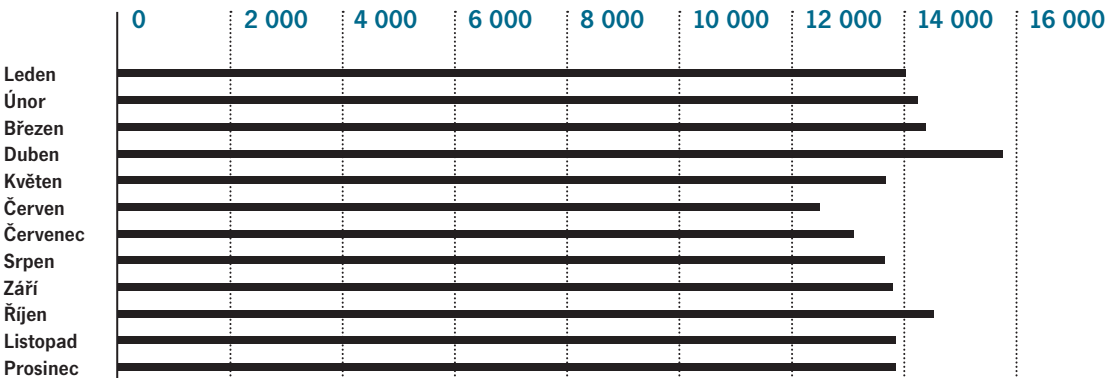 0 2 000 4 000 6 000 8 000 10 000 12 000 14 000 16 000
Leden
Únor
Březen
Duben
Květen
Červen
Červenec
Srpen
Září
Říjen
Listopad
Prosinec